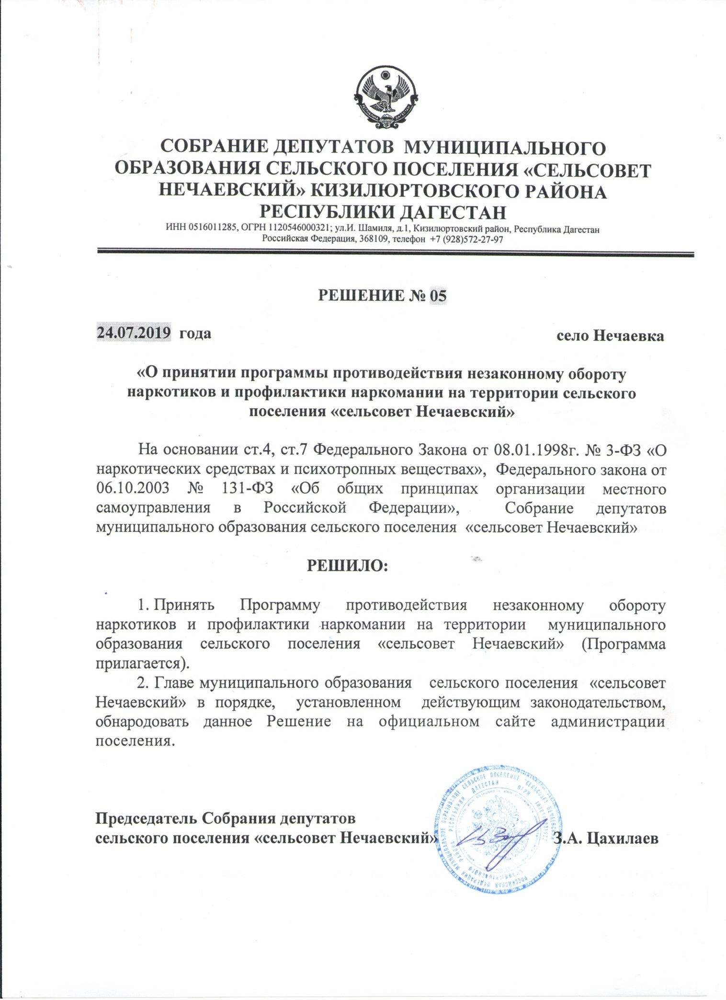 РЕСПУБЛИКА ДАГЕСТАН
СОБРАНИЕ ДЕПУТАТОВ МУНИЦИПАЛЬНОГО
ОБРАЗОВАНИЯ СЕЛЬСКОГО ПОСЕЛЕНИЯ «СЕЛЬСОВЕТ
НЕЧАЕВСКИЙ» КИЗИЛЮРТОВСКОГО РАЙОНА
РЕСПУБЛИКИ ДАГЕСТАН
ИНН 0516011285, ОГРН 1120546000321; ул.И. Шамиля, д.1, Кизилюртовский район, Республика Дагестан
Российская Федерация, 368109, телефон +7 (928)572-27-97
РЕШЕНИЕ № 05
24.07.2019 года село Нечаевка
«О принятии программы противодействия незаконному обороту
наркотиков и профилактики наркомании на территории сельского
поселения «сельсовет Нечаевский»
На основании ст.4, ст.7 Федерального Закона от 08.01.1998г. № 3-ФЗ «О
наркотических средствах и психотропных веществах», Федерального закона от
06.10.2003 № 131-ФЗ «Об общих принципах организации местного
самоуправления в Российской Федерации», Собрание депутатов
муниципального образования сельского поселения «сельсовет Нечаевский»
РЕШИЛО:
1. Принять Программу противодействия незаконному обороту
наркотиков и профилактики наркомании на территории муниципального
образования сельского поселения «сельсовет Нечаевский» (Программа
прилагается).
2. Главе муниципального образования сельского поселения «сельсовет
Нечаевский» в порядке, установленном действующим законодательством,
обнародовать данное Решение на официальном сайте администрации
поселения.
Председатель Собрания депутатов
сельского поселения «сельсовет Нечаевский» З.А. Цахилаев
РОССИЙСКАЯ ФЕДЕРАЦИЯ МУНИЦИПАЛЬНОЕ ОБРАЗОВАНИЕ СЕЛЬСКОЕ ПОСЕЛЕНИЕ "СЕЛЬСОВЕТ НЕЧАЕВСКИЙ"
КИЗИЛЮРТОВСКОГО РАЙОНА РЕСПУБЛИКИ ДАГЕСТАН ОГРН